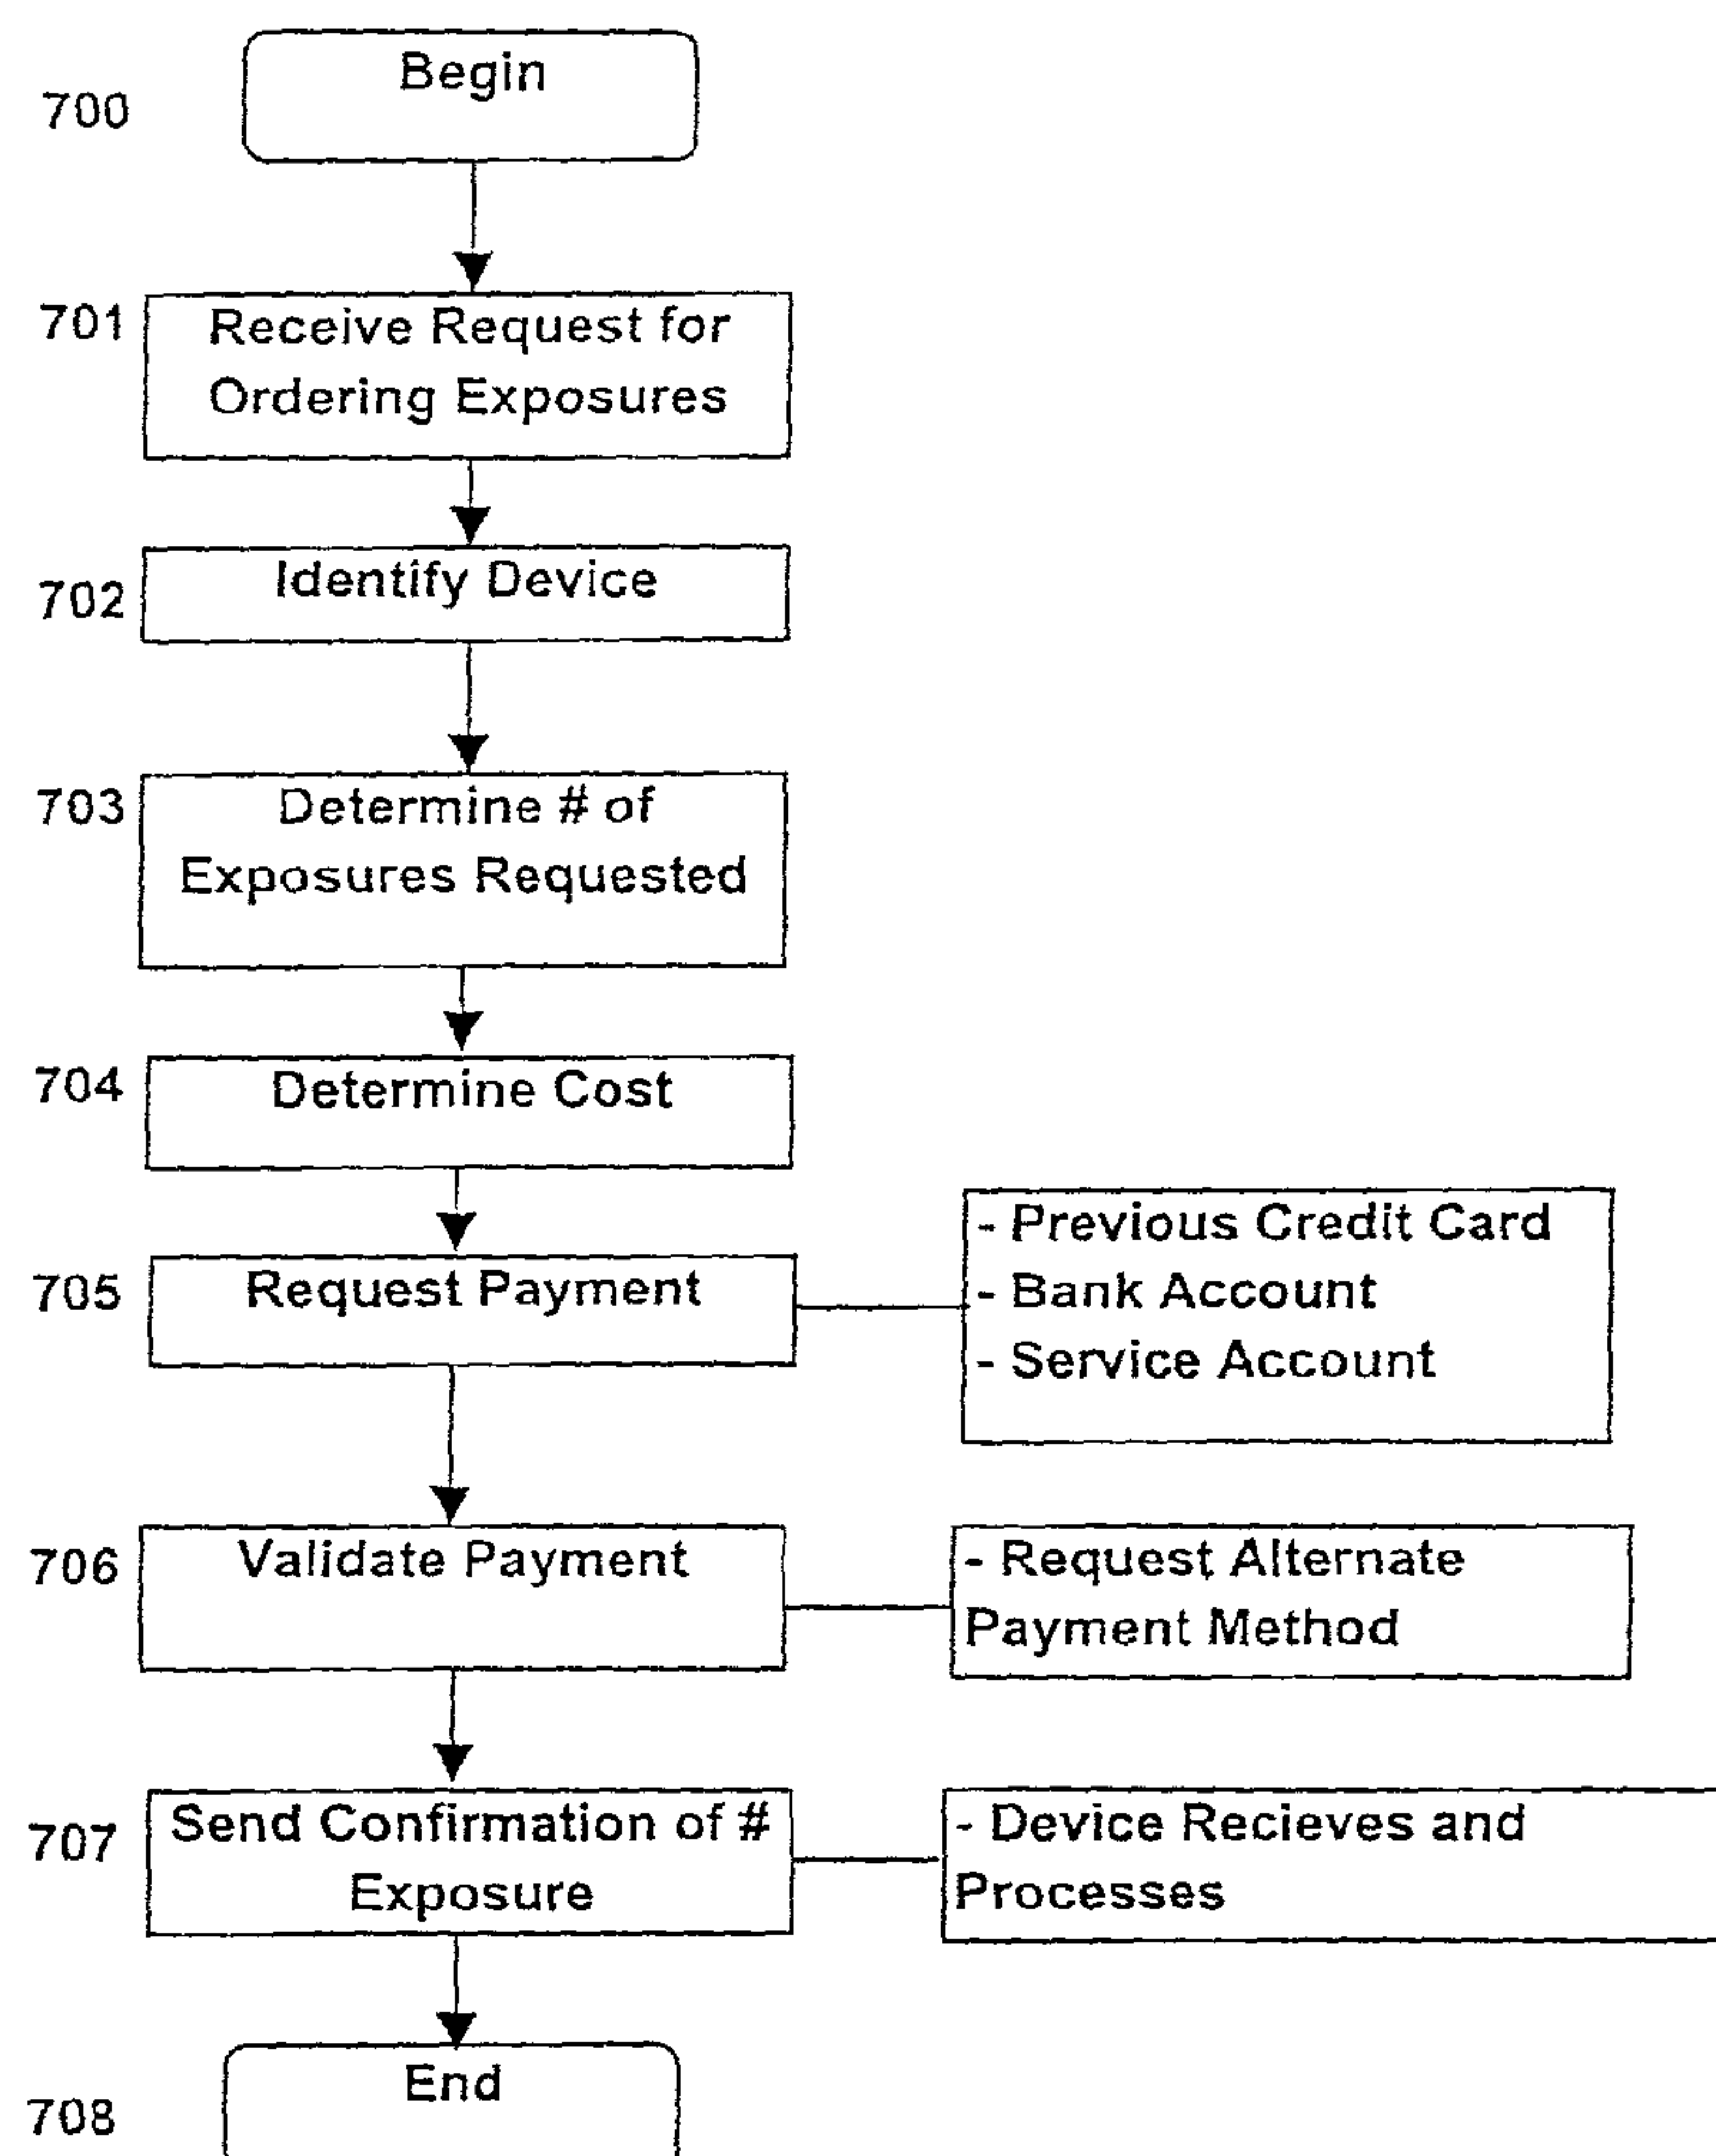 700
Begin
701
Receive Request for
Ordering Exposures
702
Identify Device
703
Determine # of
Exposures Requested
704
Determine Cost
705
Request Payment
- Previous Credit Card
- Bank Account
- Service Account
706
Validate Payment
- Request Alternate
Payment Method
707
Send Confirmation of #
Exposure
- Device Recieves and
Processes
708
End